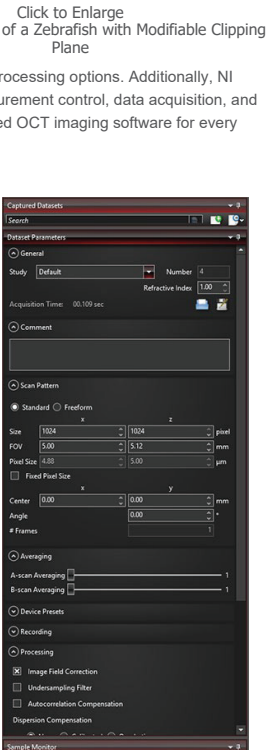 Click to Enlarge
of a Zebrafish with Modifiable Clipping
Plane
rocessing options. Additionally, NI
urement control, data acquisition, and
ed OCT imaging software for every
Captured Datasets
Search
Dataset Parameters
General
Study Default Number 4
Refractive Index 1.00
Acquisition Time: 00.109 sec
Comment
Scan Pattern
Standard Freeform
x z
Size 1024 1024 pixel
FOV 5.00 5.12 mm
Pixel Size 4.88 5.00 µm
Fixed Pixel Size
x y
Center 0.00 0.00 mm
Angle 0.00 °
# Frames 1
Averaging
A-scan Averaging 1
B-scan Averaging 1
Device Presets
Recording
Processing
Image Field Correction
Undersampling Filter
Autocorrelation Compensation
Dispersion Compensation
Sample Monitor